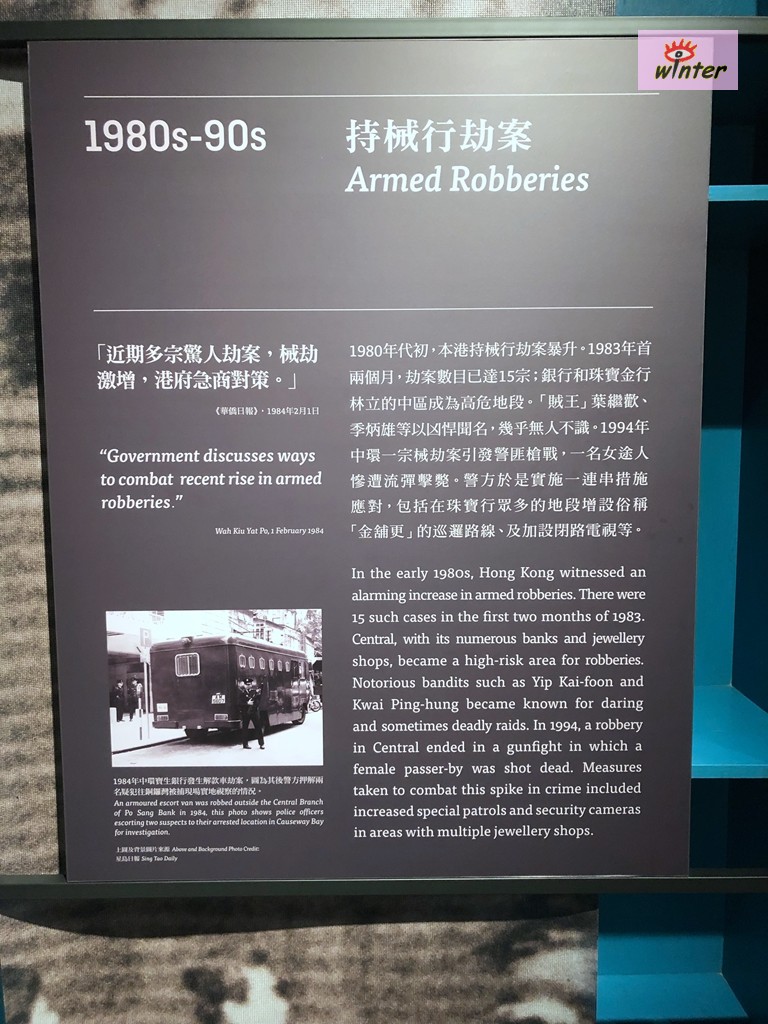 winter
1980s-90s
持械行劫案
Armed Robberies
「近期多宗驚人劫案，械劫
激增，港府急商對策。」
《華僑日報》，1984年2月1日
“Government discusses ways
to combat recent rise in armed
robberies.”
Wah Kiu Yat Po, 1 February 1984
1984年中環寶生銀行發生解款車劫案，圖為其後警方押解兩
名疑犯往銅鑼灣被捕現場實地視察的情況。
An armoured escort van was robbed outside the Central Branch
of Po Sang Bank in 1984, this photo shows police officers
escorting two suspects to their arrested location in Causeway Bay
for investigation.
上圖及背景圖片來源 Above and Background Photo Credit:
星島日報 Sing Tao Daily
1980年代初，本港持械行劫案暴升。1983年首
兩個月，劫案數目已達15宗；銀行和珠寶金行
林立的中區成為高危地段。「賊王」葉繼歡、
季炳雄等以凶悍聞名，幾乎無人不識。1994年
中環一宗械劫案引發警匪槍戰，一名女途人
慘遭流彈擊斃。警方於是實施一連串措施
應對，包括在珠寶行眾多的地段增設俗稱
「金舖更」的巡邏路線、及加設閉路電視等。
In the early 1980s, Hong Kong witnessed an
alarming increase in armed robberies. There were
15 such cases in the first two months of 1983.
Central, with its numerous banks and jewellery
shops, became a high-risk area for robberies.
Notorious bandits such as Yip Kai-foon and
Kwai Ping-hung became known for daring
and sometimes deadly raids. In 1994, a robbery
in Central ended in a gunfight in which a
female passer-by was shot dead. Measures
taken to combat this spike in crime included
increased special patrols and security cameras
in areas with multiple jewellery shops.